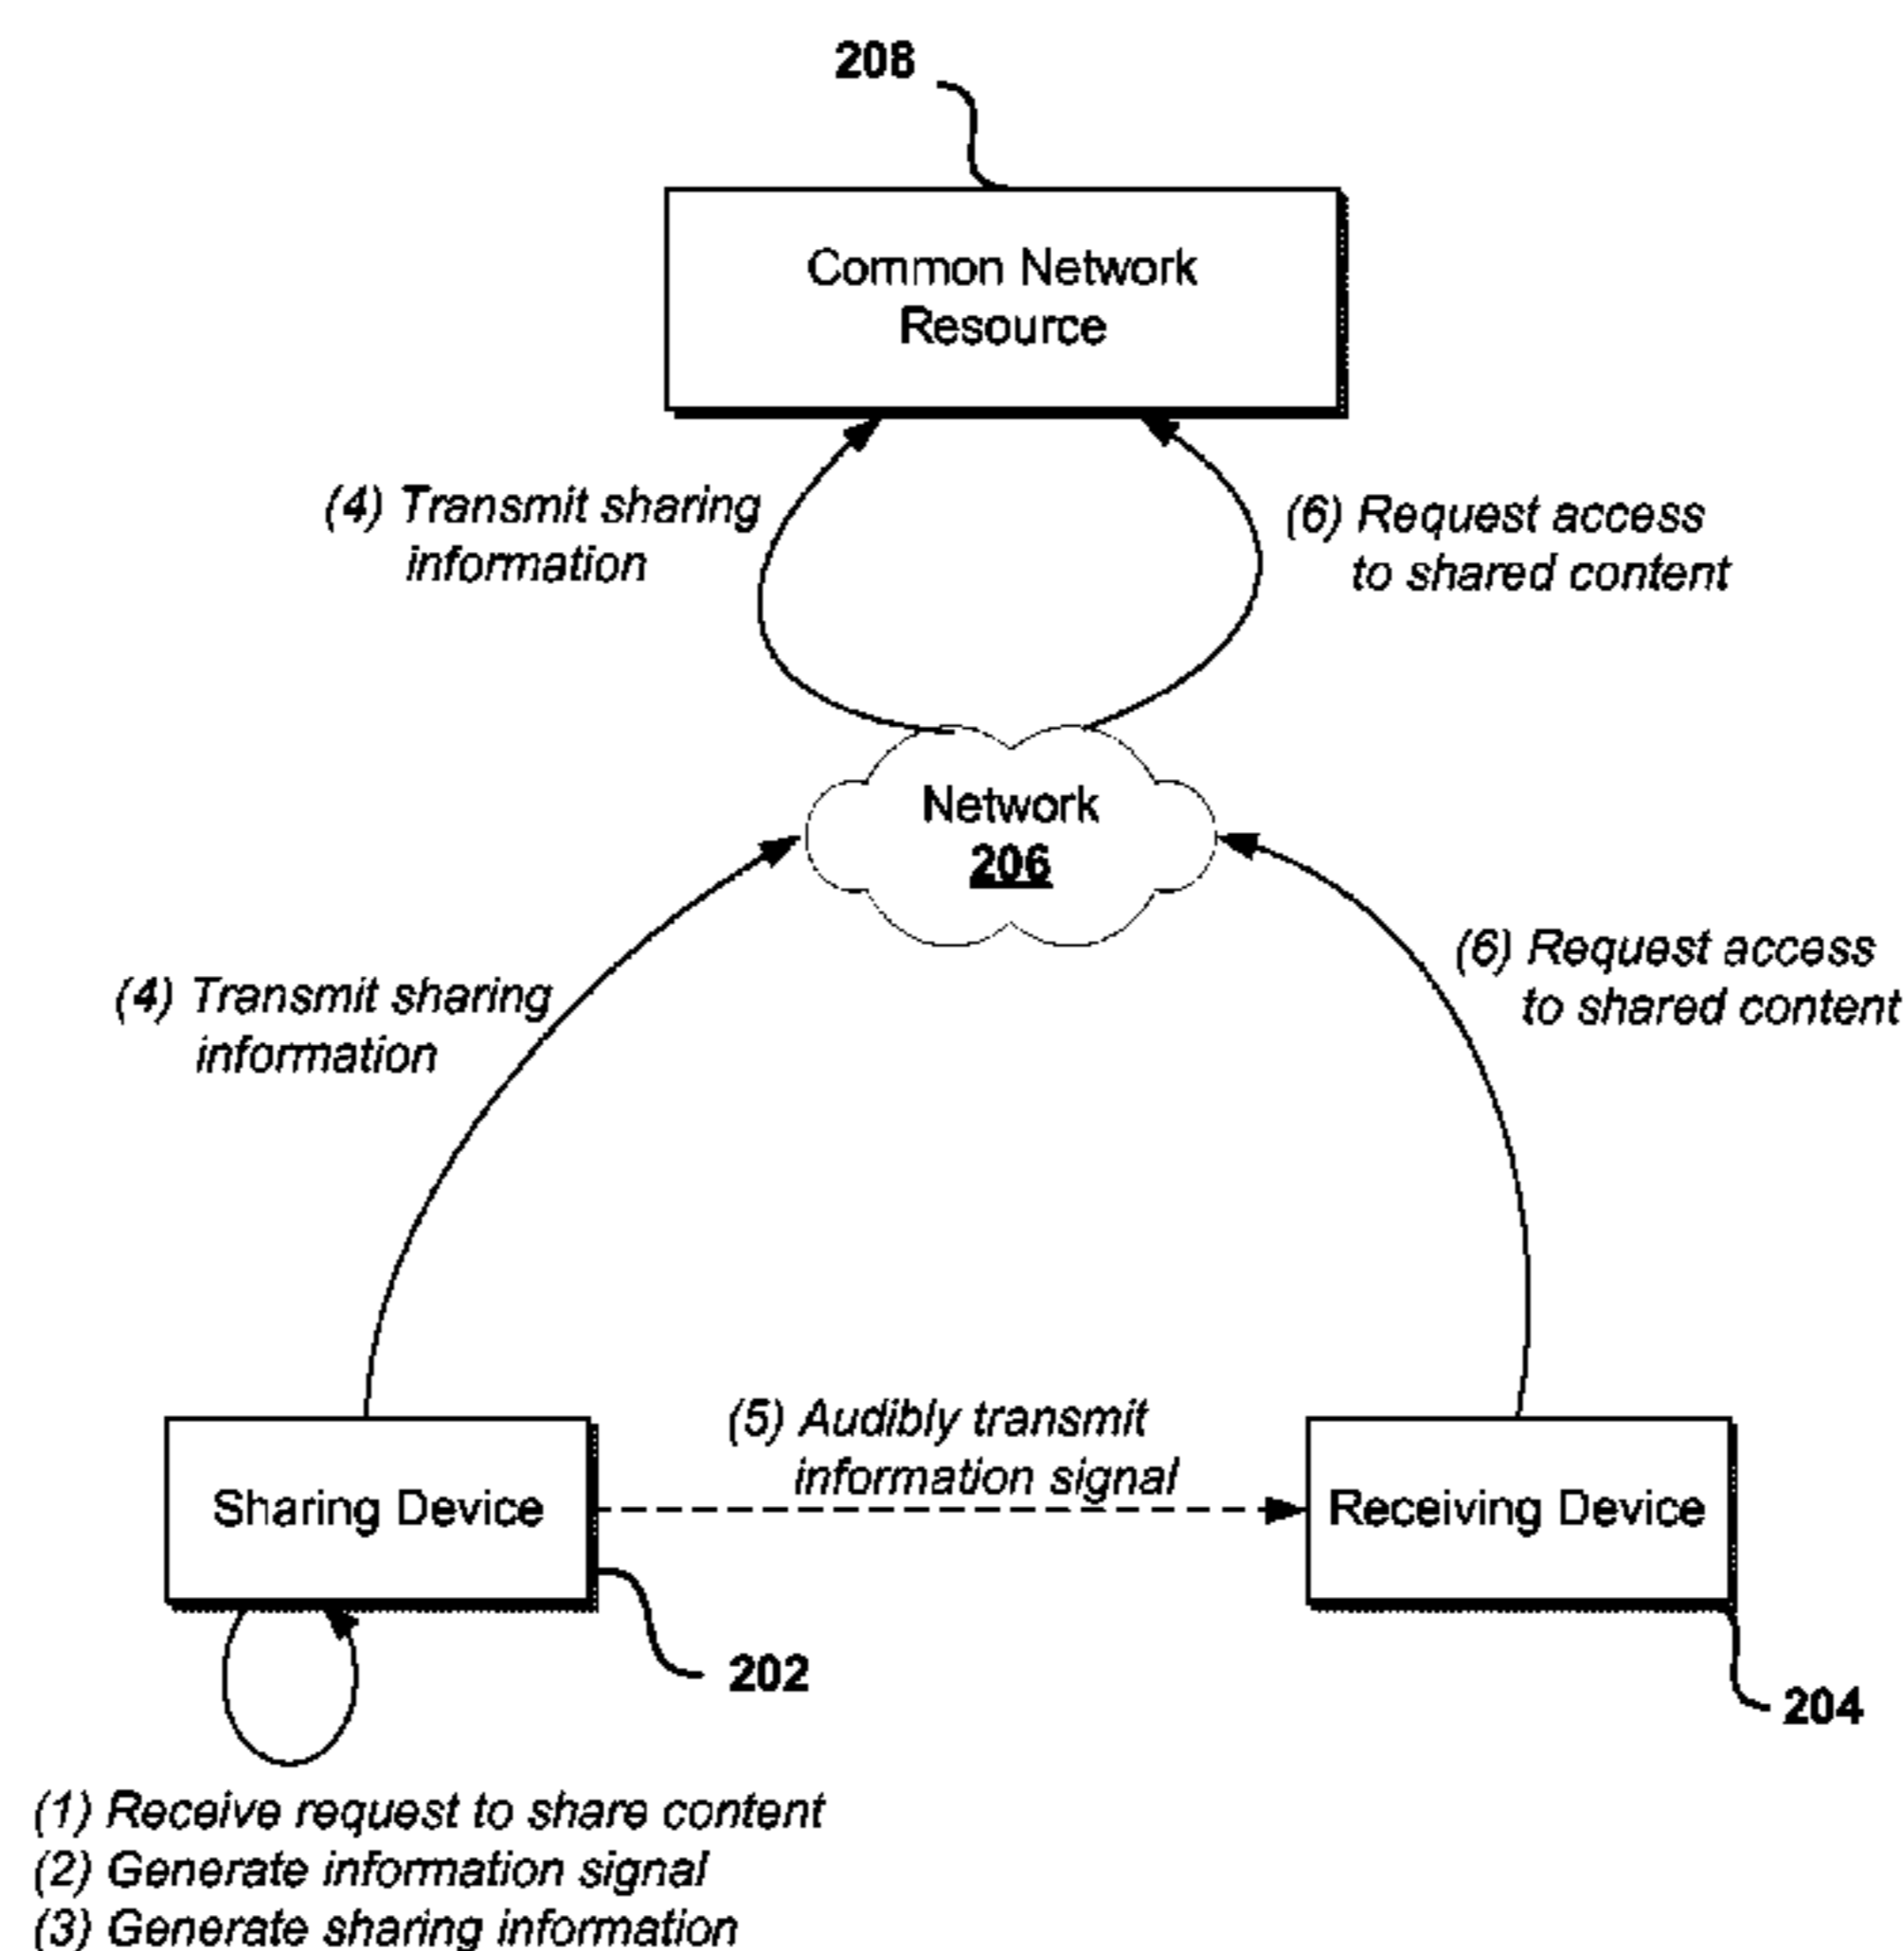 208
Common Network
Resource
(4) Transmit sharing
information
(6) Request access
to shared content
Network
206
(4) Transmit sharing
information
(6) Request access
to shared content
(5) Audibly transmit
information signal
Sharing Device
Receiving Device
202
204
(1) Receive request to share content
(2) Generate information signal
(3) Generate sharing information